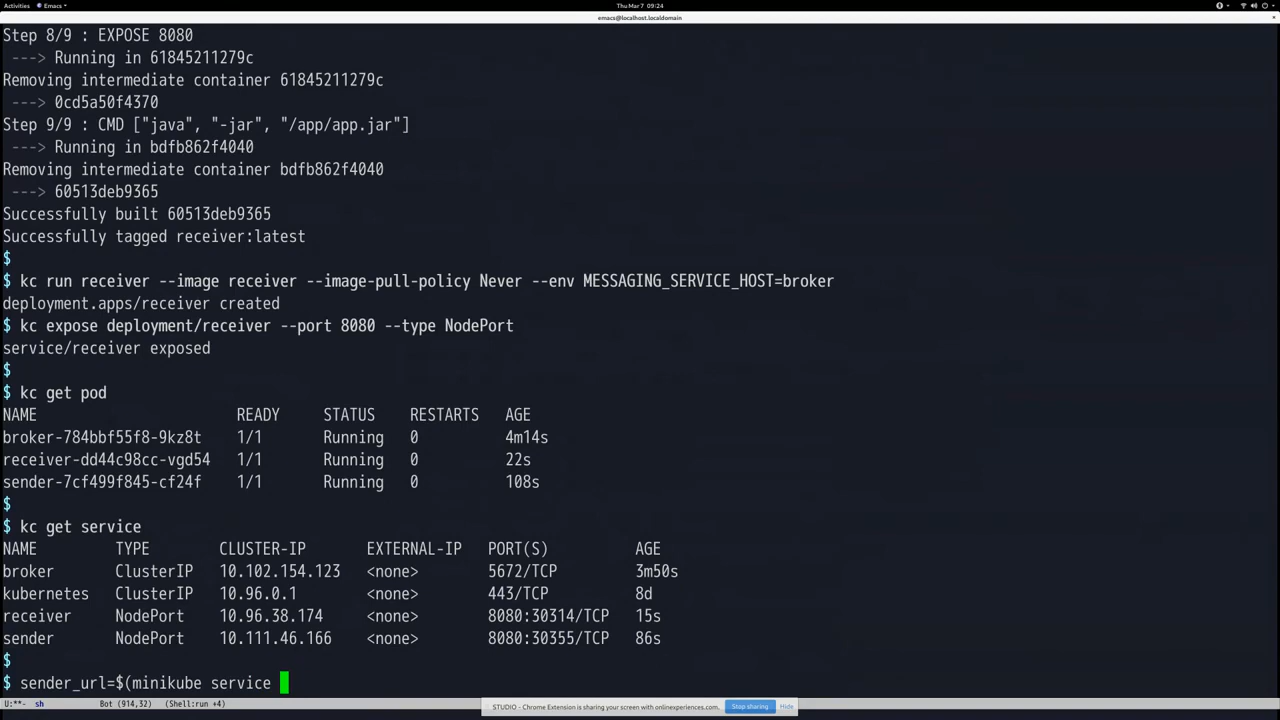 Activities Emacs Thu Mar 7 09:24
emacs@localhost.localdomain
Step 8/9 : EXPOSE 8080
---> Running in 61845211279c
Removing intermediate container 61845211279c
---> 0cd5a50f4370
Step 9/9 : CMD ["java", "-jar", "/app/app.jar"]
---> Running in bdfb862f4040
Removing intermediate container bdfb862f4040
---> 60513deb9365
Successfully built 60513deb9365
Successfully tagged receiver:latest
$
$ kc run receiver --image receiver --image-pull-policy Never --env MESSAGING_SERVICE_HOST=broker
deployment.apps/receiver created
$ kc expose deployment/receiver --port 8080 --type NodePort
service/receiver exposed
$
$ kc get pod
NAME READY STATUS RESTARTS AGE
broker-784bbf55f8-9kz8t 1/1 Running 0 4m14s
receiver-dd44c98cc-vgd54 1/1 Running 0 22s
sender-7cf499f845-cf24f 1/1 Running 0 108s
$
$ kc get service
NAME TYPE CLUSTER-IP EXTERNAL-IP PORT(S) AGE
broker ClusterIP 10.102.154.123 <none> 5672/TCP 3m50s
kubernetes ClusterIP 10.96.0.1 <none> 443/TCP 8d
receiver NodePort 10.96.38.174 <none> 8080:30314/TCP 15s
sender NodePort 10.111.46.166 <none> 8080:30355/TCP 86s
$
$ sender_url=$(minikube service
U:**- sh Bot (914,32) (Shell:run +4)
STUDIO - Chrome Extension is sharing your screen with onlinexperiences.com. Stop sharing Hide